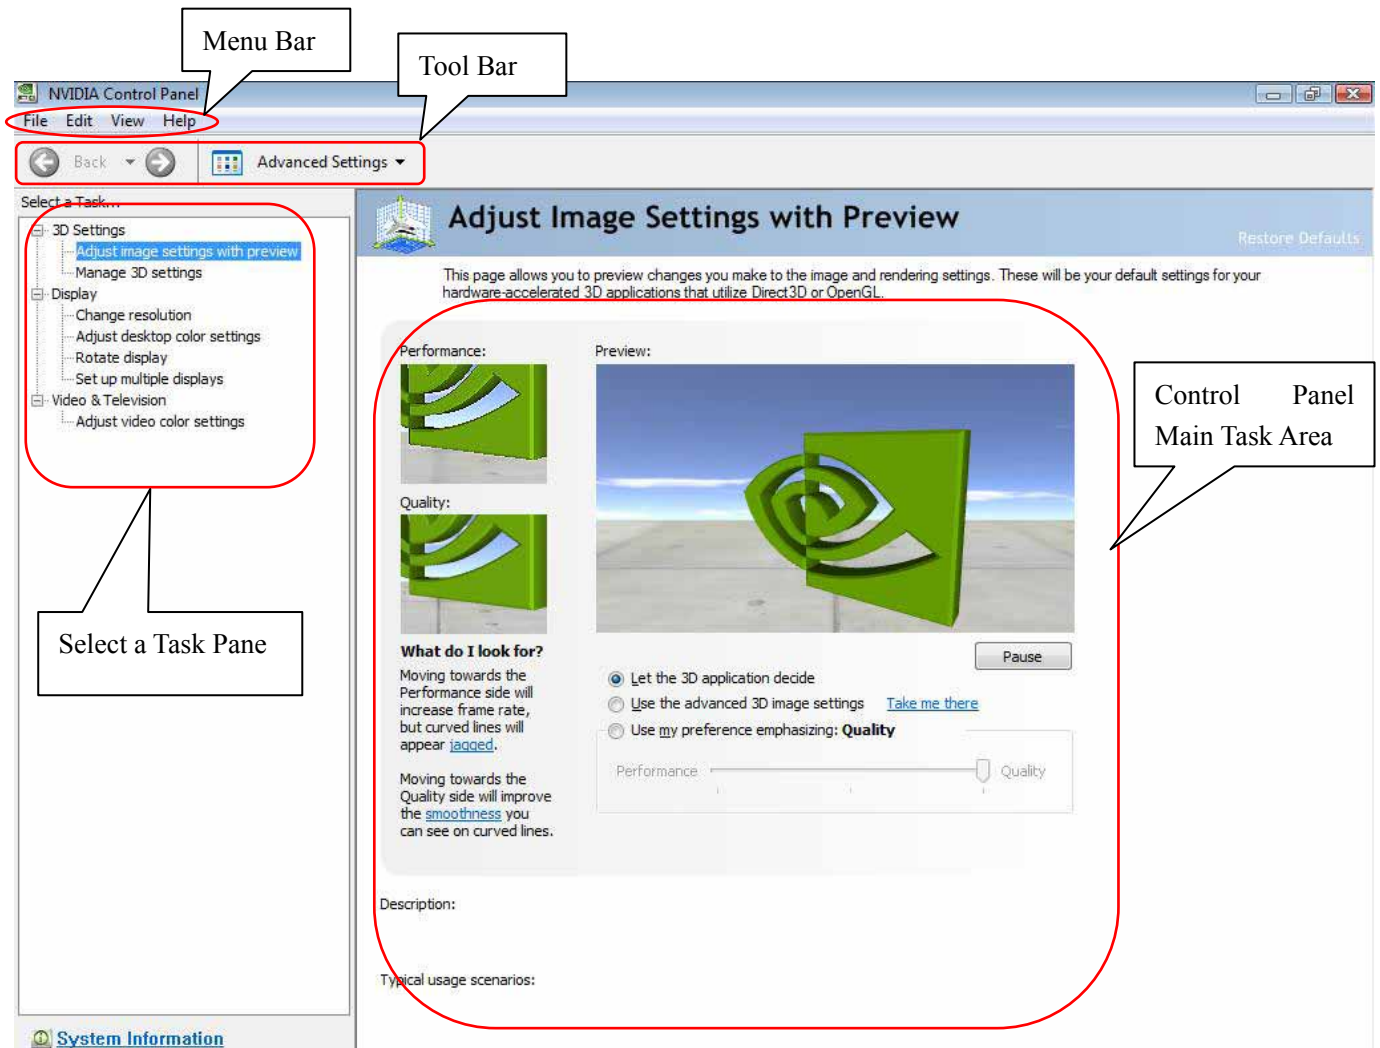 Menu Bar
Tool Bar
NVIDIA Control Panel
File Edit View Help
Back Advanced Settings
Select a Task...
3D Settings
Adjust image settings with preview
Manage 3D settings
Display
Change resolution
Adjust desktop color settings
Rotate display
Set up multiple displays
Video & Television
Adjust video color settings
Select a Task Pane
System Information
Adjust Image Settings with Preview
Restore Defaults
This page allows you to preview changes you make to the image and rendering settings. These will be your default settings for your
hardware-accelerated 3D applications that utilize Direct3D or OpenGL.
Performance:
Quality:
What do I look for?
Moving towards the
Performance side will
increase frame rate,
but curved lines will
appear jagged.
Moving towards the
Quality side will improve
the smoothness you
can see on curved lines.
Preview:
Pause
Let the 3D application decide
Use the advanced 3D image settings Take me there
Use my preference emphasizing: Quality
Performance Quality
Control Panel
Main Task Area
Description:
Typical usage scenarios: